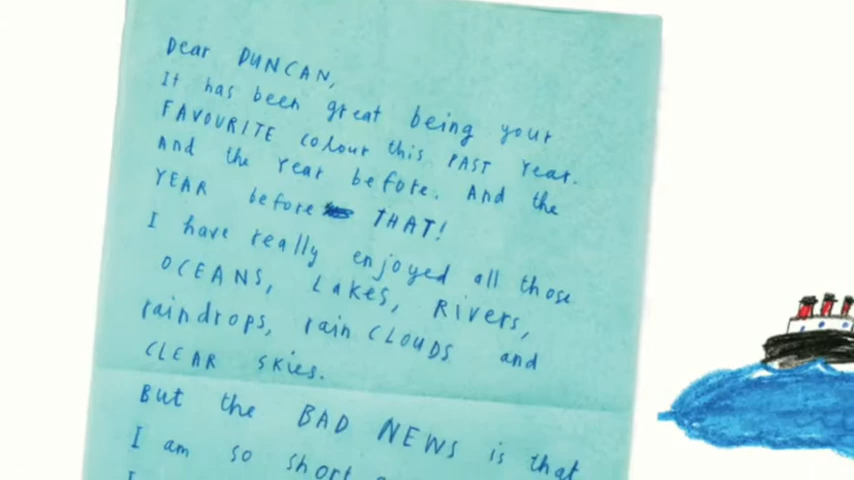 Dear DUNCAN,
It has been great being your
FAVOURITE colour this PAST Year.
And the Year before. And the
YEAR before THAT!
I have really enjoyed all those
OCEANS, Lakes, Rivers,
raindrops, rain CLOUDS and
CLEAR skies.
But the BAD NEWS is that
I am so short